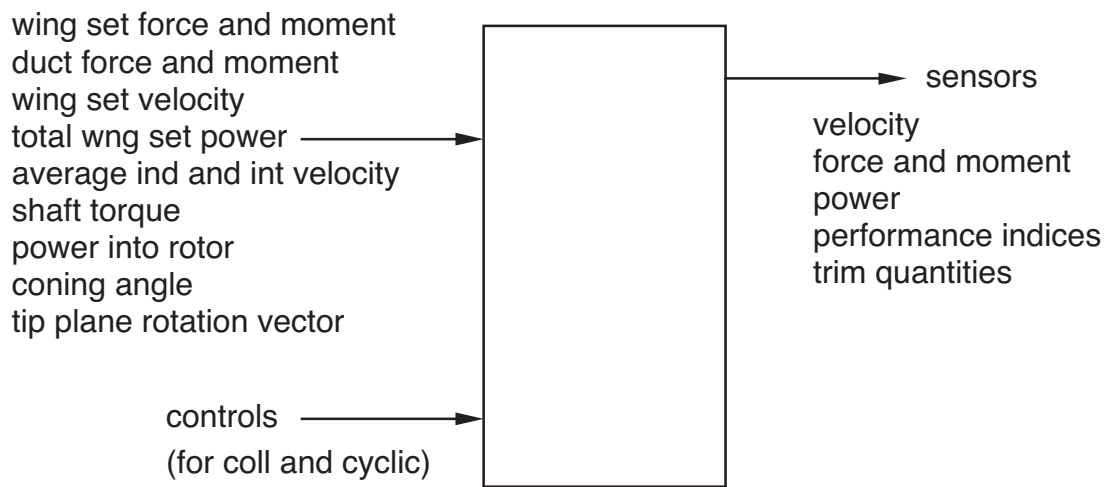 wing set force and moment
duct force and moment
wing set velocity
total wng set power
average ind and int velocity
shaft torque
power into rotor
coning angle
tip plane rotation vector
controls
(for coll and cyclic)
sensors
velocity
force and moment
power
performance indices
trim quantities